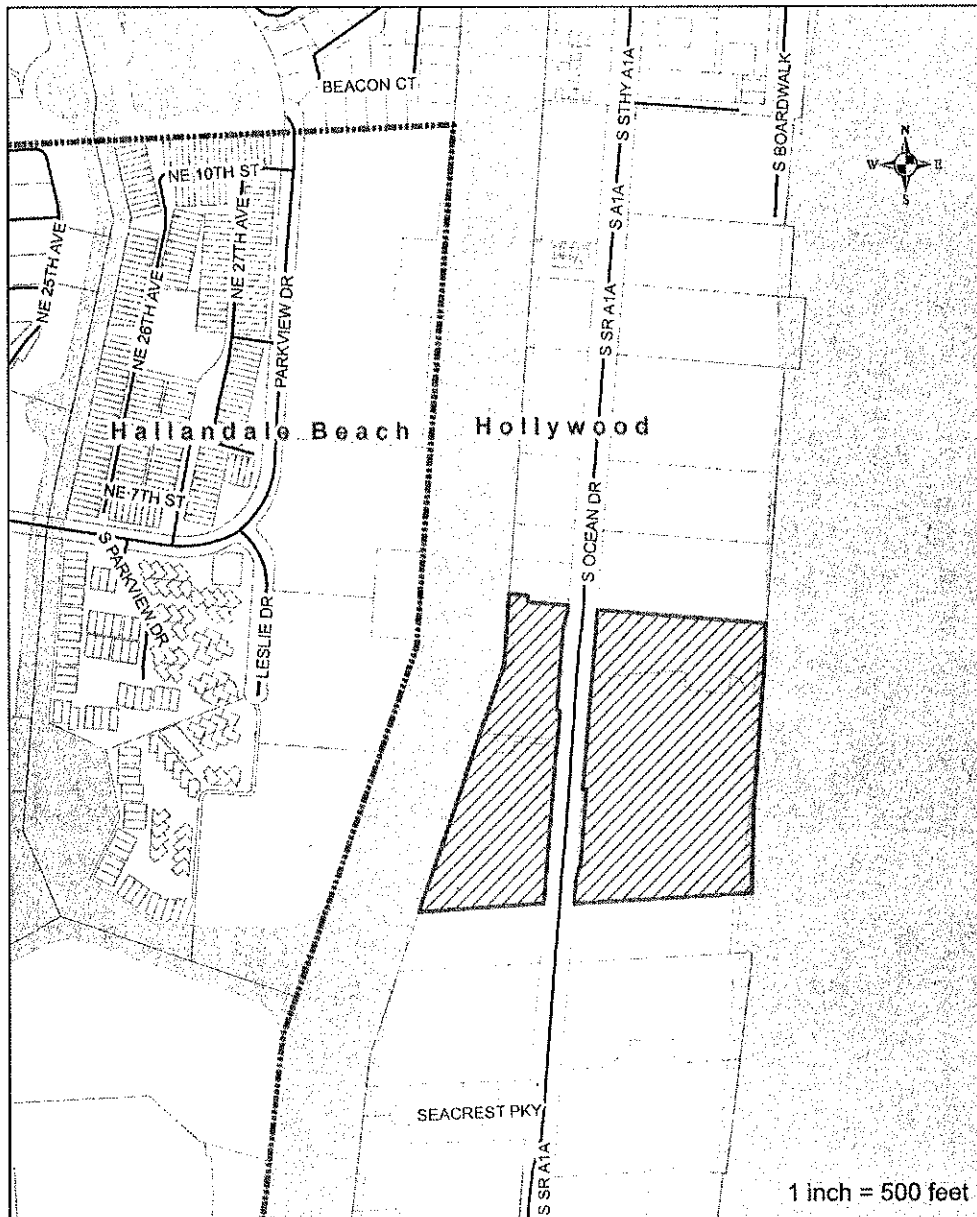 BEACON CT
S STHY A1A
S BOARDWALK
N
W E
S
NE 10TH ST
NE 25TH AVE
NE 26TH AVE
NE 27TH AVE
PARKVIEW DR
S A1A
S SR A1A
Hallandale Beach
Hollywood
NE 7TH ST
S PARKVIEW DR
LESLIE DR
S OCEAN DR
SEACREST PKY
S SR A1A
1 inch = 500 feet